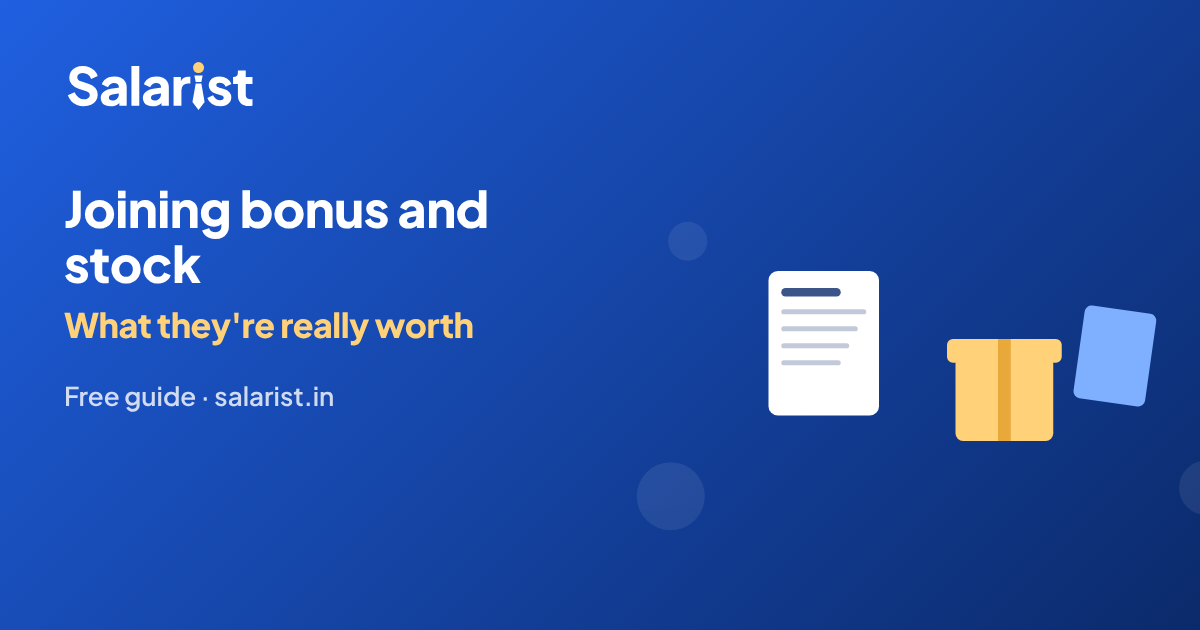 Salarist
Joining bonus and
stock
What they're really worth
Free guide · salarist.in